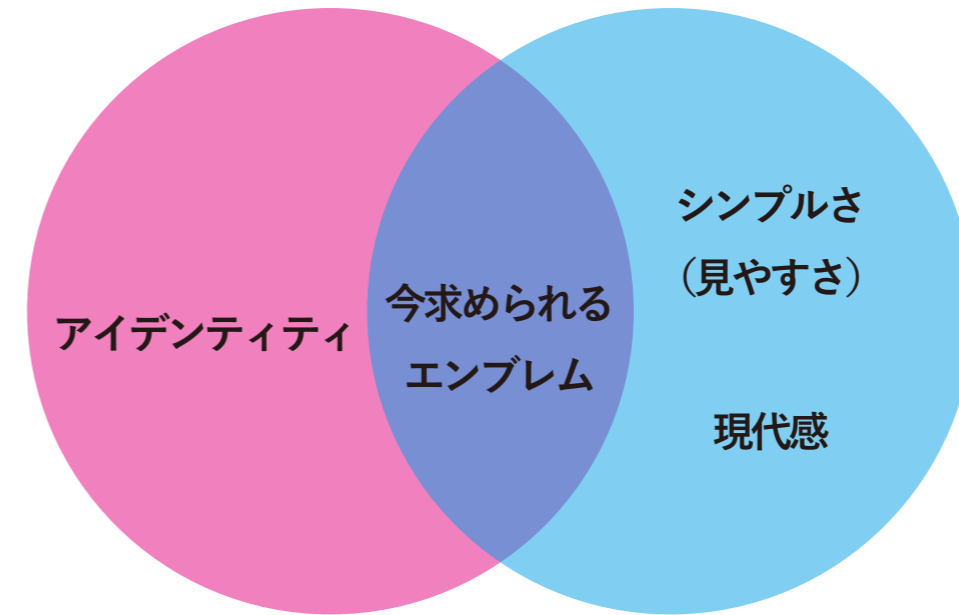 アイデンティティ
今求められる
エンブレム
シンプルさ
（見やすさ）
現代感